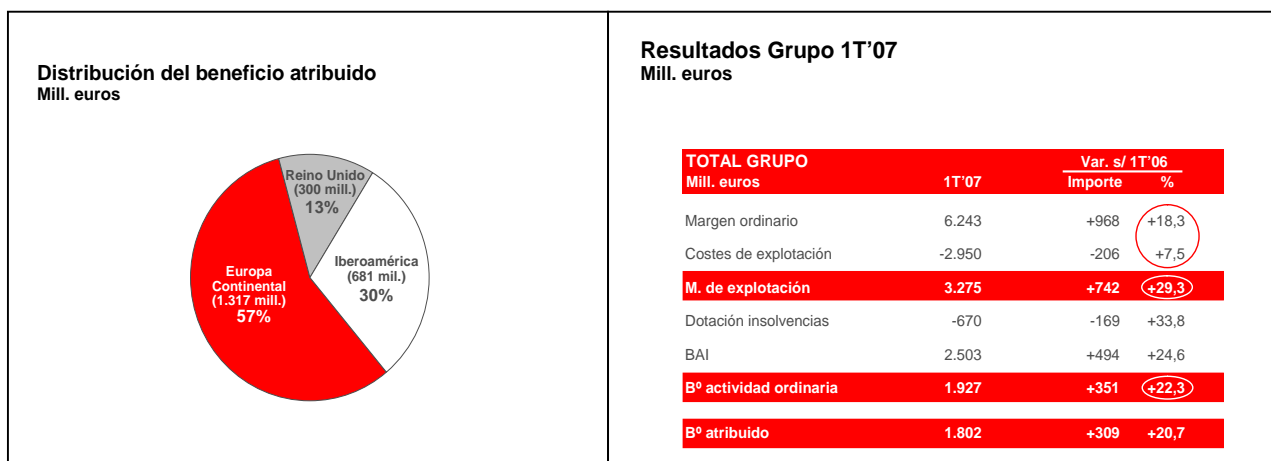 Distribución del beneficio atribuido
Mill. euros
Reino Unido
(300 mill.)
13%
Iberoamérica
(681 mil.)
30%
Europa
Continental
(1.317 mill.)
57%
Resultados Grupo 1T’07
Mill. euros
TOTAL GRUPO Var. s/ 1T’06
Mill. euros 1T’07 Importe %
Margen ordinario 6.243 +968 +18,3
Costes de explotación -2.950 -206 +7,5
M. de explotación 3.275 +742 +29,3
Dotación insolvencias -670 -169 +33,8
BAI 2.503 +494 +24,6
Bº actividad ordinaria 1.927 +351 +22,3
Bº atribuido 1.802 +309 +20,7